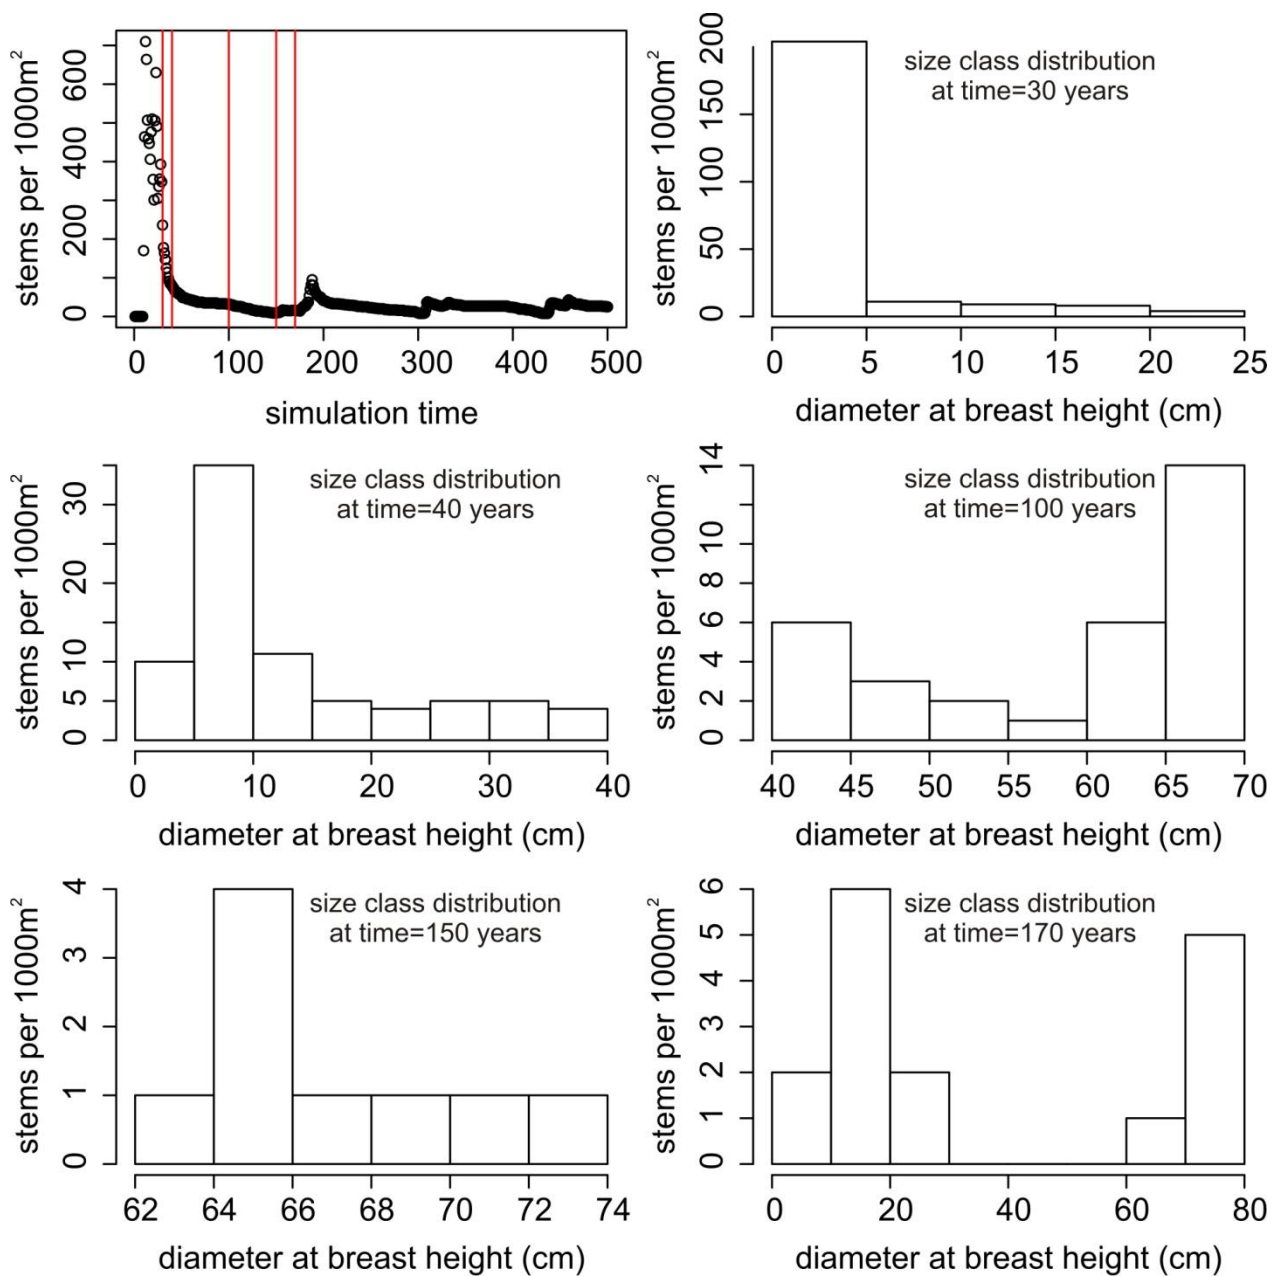 stems per 1000m²
0 200 400 600
0 100 200 300 400 500
simulation time
stems per 1000m²
0 50 100 150 200
size class distribution
at time=30 years
0 5 10 15 20 25
diameter at breast height (cm)
stems per 1000m²
0 5 10 20 30
size class distribution
at time=40 years
0 10 20 30 40
diameter at breast height (cm)
stems per 1000m²
0 2 4 6 8 10 14
size class distribution
at time=100 years
40 45 50 55 60 65 70
diameter at breast height (cm)
stems per 1000m²
0 1 2 3 4
size class distribution
at time=150 years
62 64 66 68 70 72 74
diameter at breast height (cm)
stems per 1000m²
0 1 2 3 4 5 6
size class distribution
at time=170 years
0 20 40 60 80
diameter at breast height (cm)